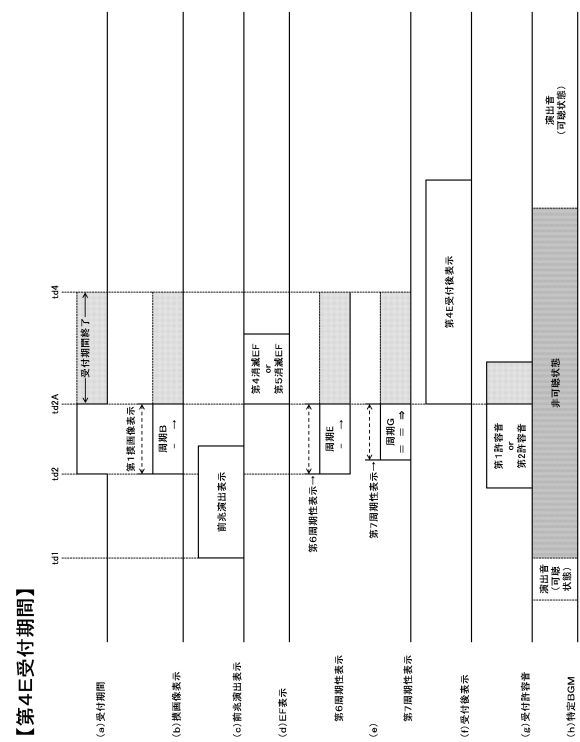 【第4E受付期間】
td1
td2
td2A
td4
(a)受付期間
受付期間終了
(b)摸画像表示
第1摸画像表示
周期B
− →
(c)前兆演出表示
前兆演出表示
(d)EF表示
第4消滅EF
or
第5消滅EF
(e)
第6周期性表示
第6周期性表示→
周期E
− →
第7周期性表示
第7周期性表示→
周期G
= = ⇒
(f)受付後表示
第4E受付後表示
(g)受付許容音
第1許容音
or
第2許容音
(h)特定BGM
演出音
(可聴
状態)
非可聴状態
演出音
(可聴状態)